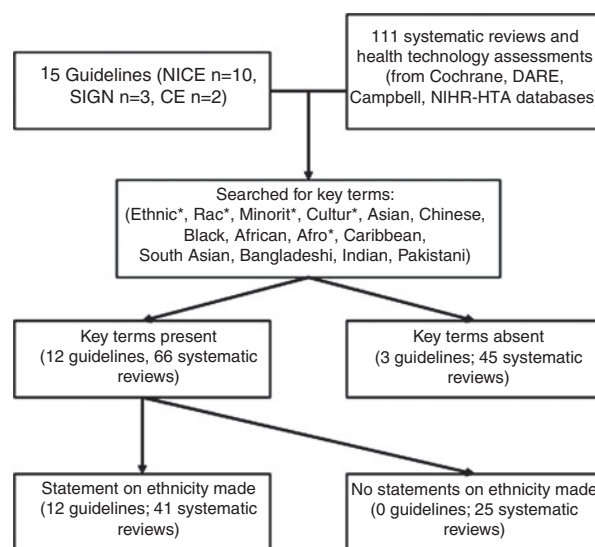 15 Guidelines (NICE n=10,
SIGN n=3, CE n=2)
111 systematic reviews and
health technology assessments
(from Cochrane, DARE,
Campbell, NIHR-HTA databases)
Searched for key terms:
(Ethnic*, Rac*, Minorit*, Cultur*, Asian, Chinese,
Black, African, Afro*, Caribbean,
South Asian, Bangladeshi, Indian, Pakistani)
Key terms present
(12 guidelines, 66 systematic
reviews)
Key terms absent
(3 guidelines; 45 systematic
reviews)
Statement on ethnicity made
(12 guidelines; 41 systematic
reviews)
No statements on ethnicity made
(0 guidelines; 25 systematic
reviews)